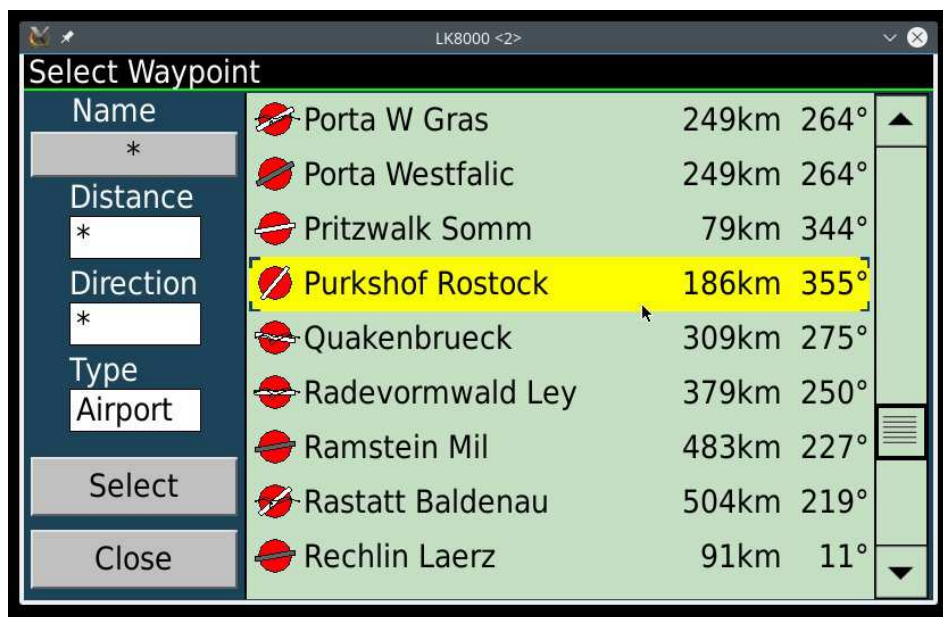 LK8000 <2>
Select Waypoint
Name
*
Distance
*
Direction
*
Type
Airport
Select
Close
Porta W Gras 249km 264°
Porta Westfalic 249km 264°
Pritzwalk Somm 79km 344°
Purkshof Rostock 186km 355°
Quakenbrueck 309km 275°
Radevormwald Ley 379km 250°
Ramstein Mil 483km 227°
Rastatt Baldenau 504km 219°
Rechlin Laerz 91km 11°